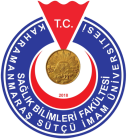 T.C.
KAHRAMANMARAŞ SÜTÇÜ İMAM ÜNİVERSİTESİ
SAĞLIK BİLİMLERİ FAKÜLTESİ
2018